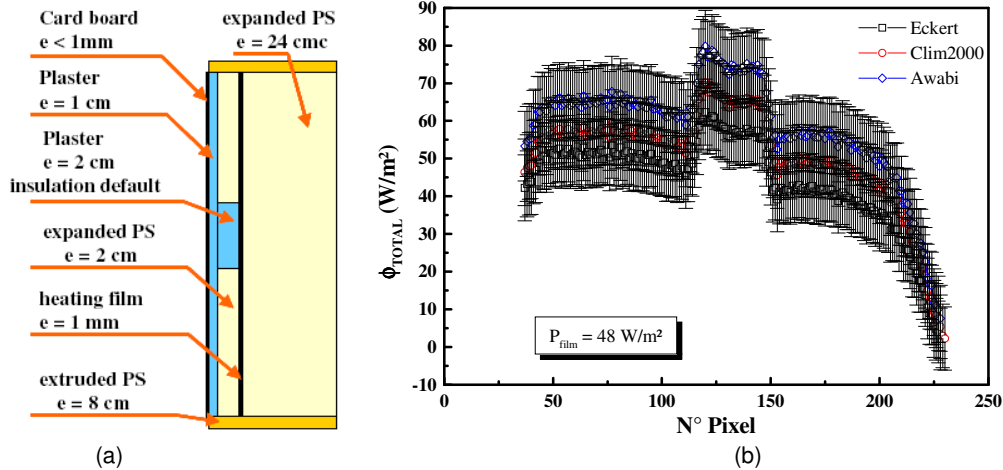 Card board
e < 1mm
Plaster
e = 1 cm
Plaster
e = 2 cm
insulation default
expanded PS
e = 2 cm
heating film
e = 1 mm
extruded PS
e = 8 cm
expanded PS
e = 24 cmc
(a)
90
80
70
60
50
40
30
20
10
0
-10
ϕTOTAL (W/m²)
Eckert
Clim2000
Awabi
Pfilm = 48 W/m²
0 50 100 150 200 250
N° Pixel
(b)